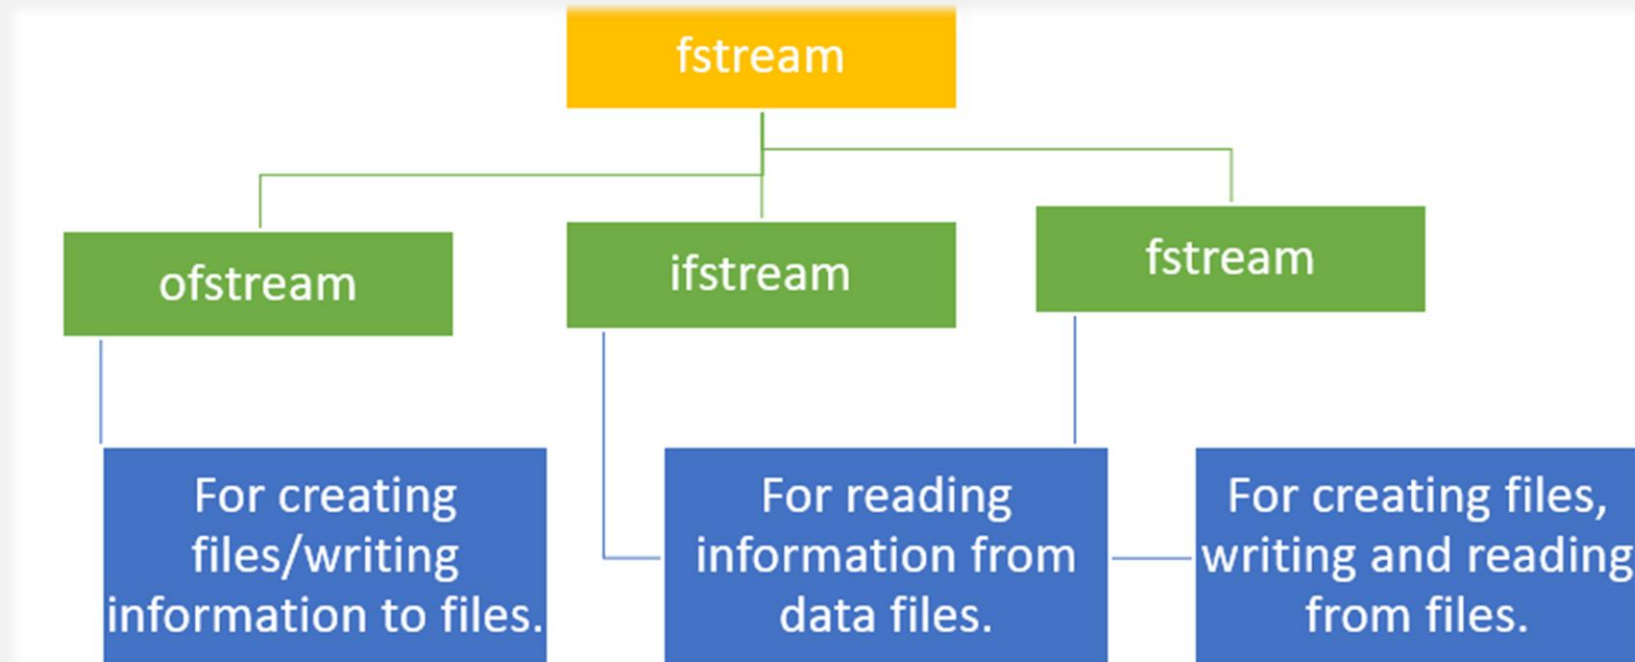 fstream
ofstream
ifstream
fstream
For creating
files/writing
information to files.
For reading
information from
data files.
For creating files,
writing and reading
from files.